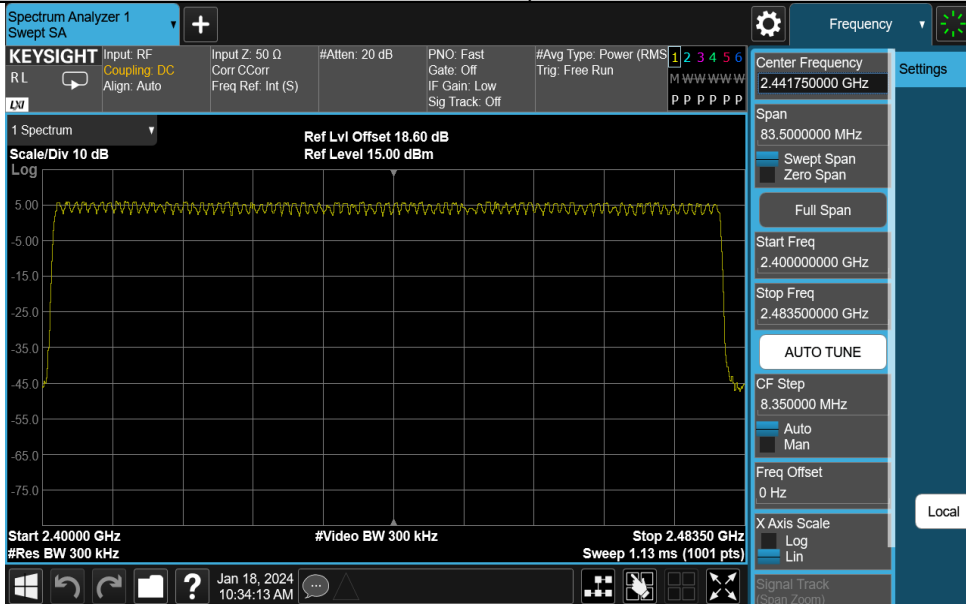 Spectrum Analyzer 1
Swept SA
+
Frequency
KEYSIGHT
RL
LXI
Input: RF
Coupling: DC
Align: Auto
Input Z: 50 Ω
Corr CCorr
Freq Ref: Int (S)
#Atten: 20 dB
PNO: Fast
Gate: Off
IF Gain: Low
Sig Track: Off
#Avg Type: Power (RMS
Trig: Free Run
1 2 3 4 5 6
M W W W W W
P P P P P P
1 Spectrum
Scale/Div 10 dB
Log
Ref Lvl Offset 18.60 dB
Ref Level 15.00 dBm
5.00
-5.00
-15.0
-25.0
-35.0
-45.0
-55.0
-65.0
-75.0
Start 2.40000 GHz
#Res BW 300 kHz
#Video BW 300 kHz
Stop 2.48350 GHz
Sweep 1.13 ms (1001 pts)
Center Frequency
2.441750000 GHz
Span
83.5000000 MHz
Swept Span
Zero Span
Full Span
Start Freq
2.400000000 GHz
Stop Freq
2.483500000 GHz
AUTO TUNE
CF Step
8.350000 MHz
Auto
Man
Freq Offset
0 Hz
X Axis Scale
Log
Lin
Signal Track
(Span Zoom)
Settings
Local
?
Jan 18, 2024
10:34:13 AM